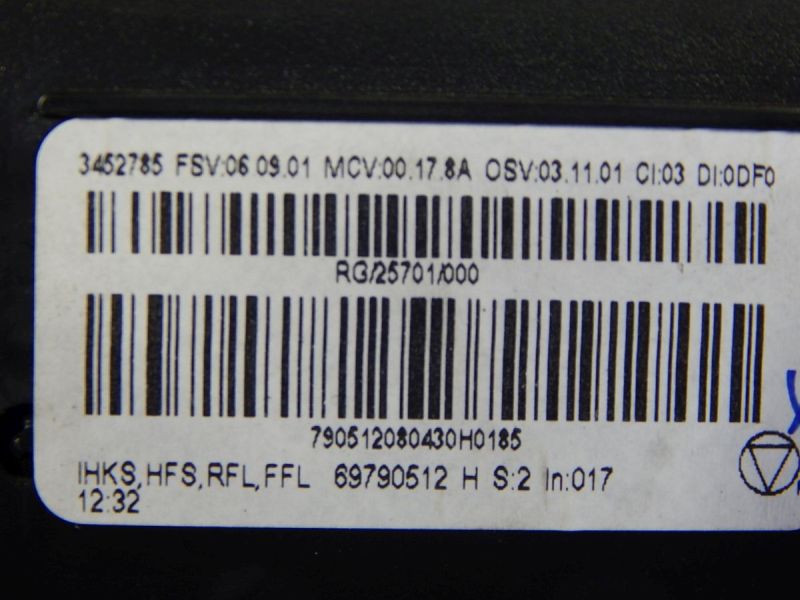 3452785 FSV:06 09.01 MCV:00.17.8A OSV:03.11.01 CI:03 DI:0DF0
RG/25701/000
790512080430H0185
IHKS,HFS,RFL,FFL 69790512 H S:2 In:017
12:32